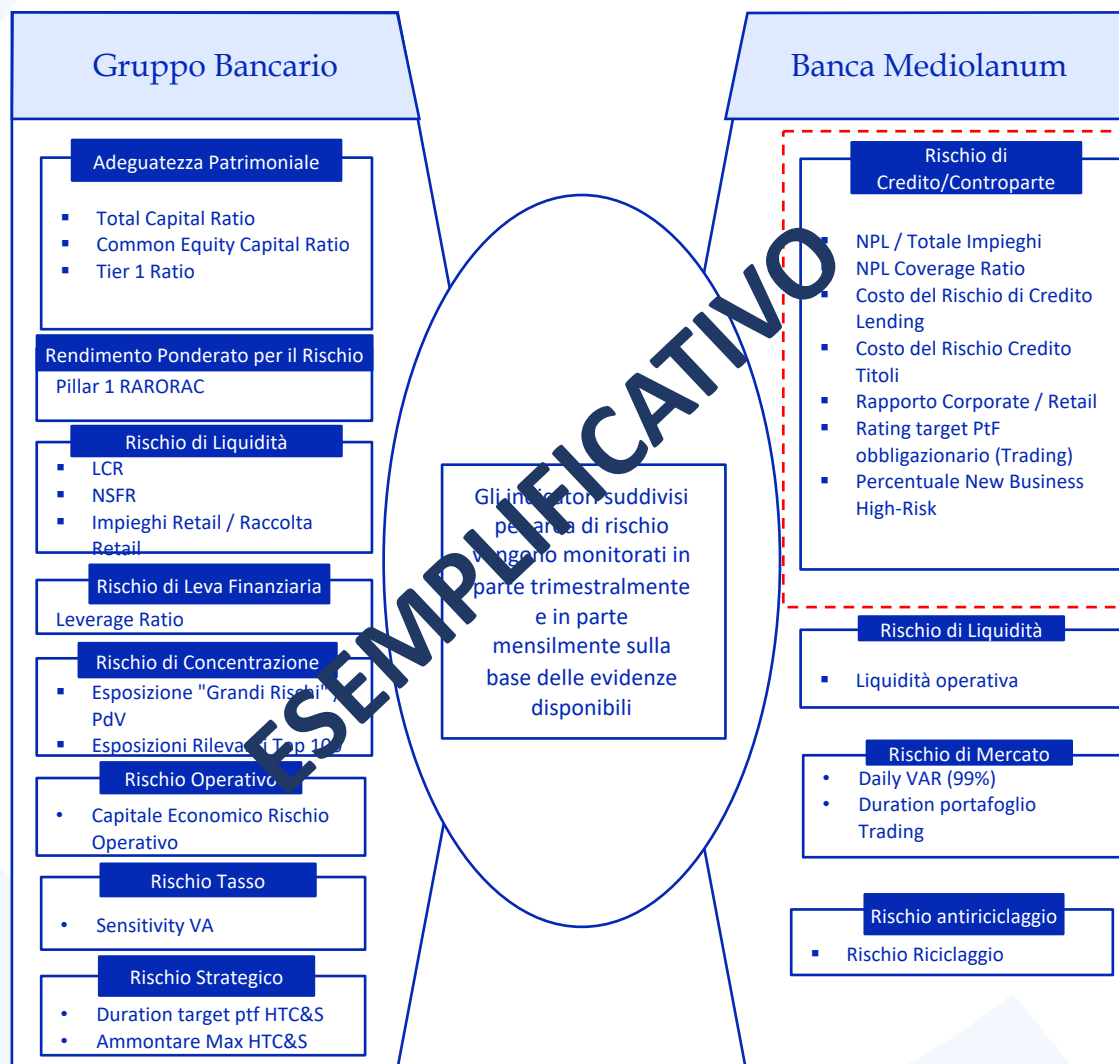 Gruppo Bancario
Adeguatezza Patrimoniale
▪ Total Capital Ratio
▪ Common Equity Capital Ratio
▪ Tier 1 Ratio
Rendimento Ponderato per il Rischio
Pillar 1 RARORAC
Rischio di Liquidità
▪ LCR
▪ NSFR
▪ Impieghi Retail / Raccolta
Retail
Rischio di Leva Finanziaria
Leverage Ratio
Rischio di Concentrazione
▪ Esposizione "Grandi Rischi" /
PdV
▪ Esposizioni Rilevanti Top 100
Rischio Operativo
• Capitale Economico Rischio
Operativo
Rischio Tasso
• Sensitivity VA
Rischio Strategico
• Duration target ptf HTC&S
• Ammontare Max HTC&S
Gli indicatori suddivisi
per area di rischio
vengono monitorati in
parte trimestralmente
e in parte
mensilmente sulla
base delle evidenze
disponibili
ESEMPLIFICATIVO
Banca Mediolanum
Rischio di
Credito/Controparte
▪ NPL / Totale Impieghi
▪ NPL Coverage Ratio
▪ Costo del Rischio di Credito
Lending
▪ Costo del Rischio Credito
Titoli
▪ Rapporto Corporate / Retail
▪ Rating target PtF
obbligazionario (Trading)
▪ Percentuale New Business
High-Risk
Rischio di Liquidità
▪ Liquidità operativa
Rischio di Mercato
• Daily VAR (99%)
• Duration portafoglio
Trading
Rischio antiriciclaggio
▪ Rischio Riciclaggio